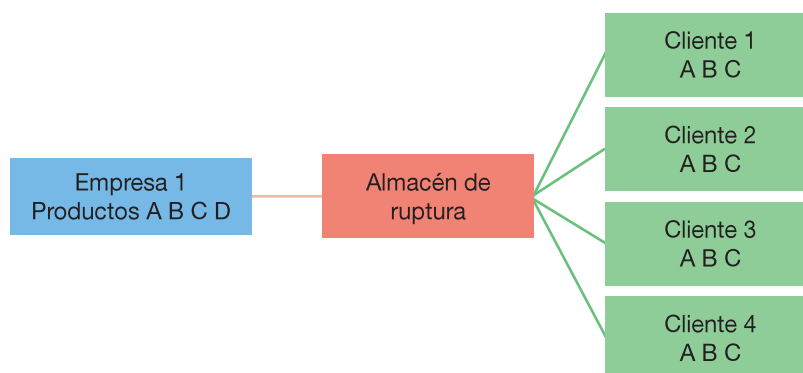 Empresa 1
Productos A B C D
Almacén de
ruptura
Cliente 1
A B C
Cliente 2
A B C
Cliente 3
A B C
Cliente 4
A B C